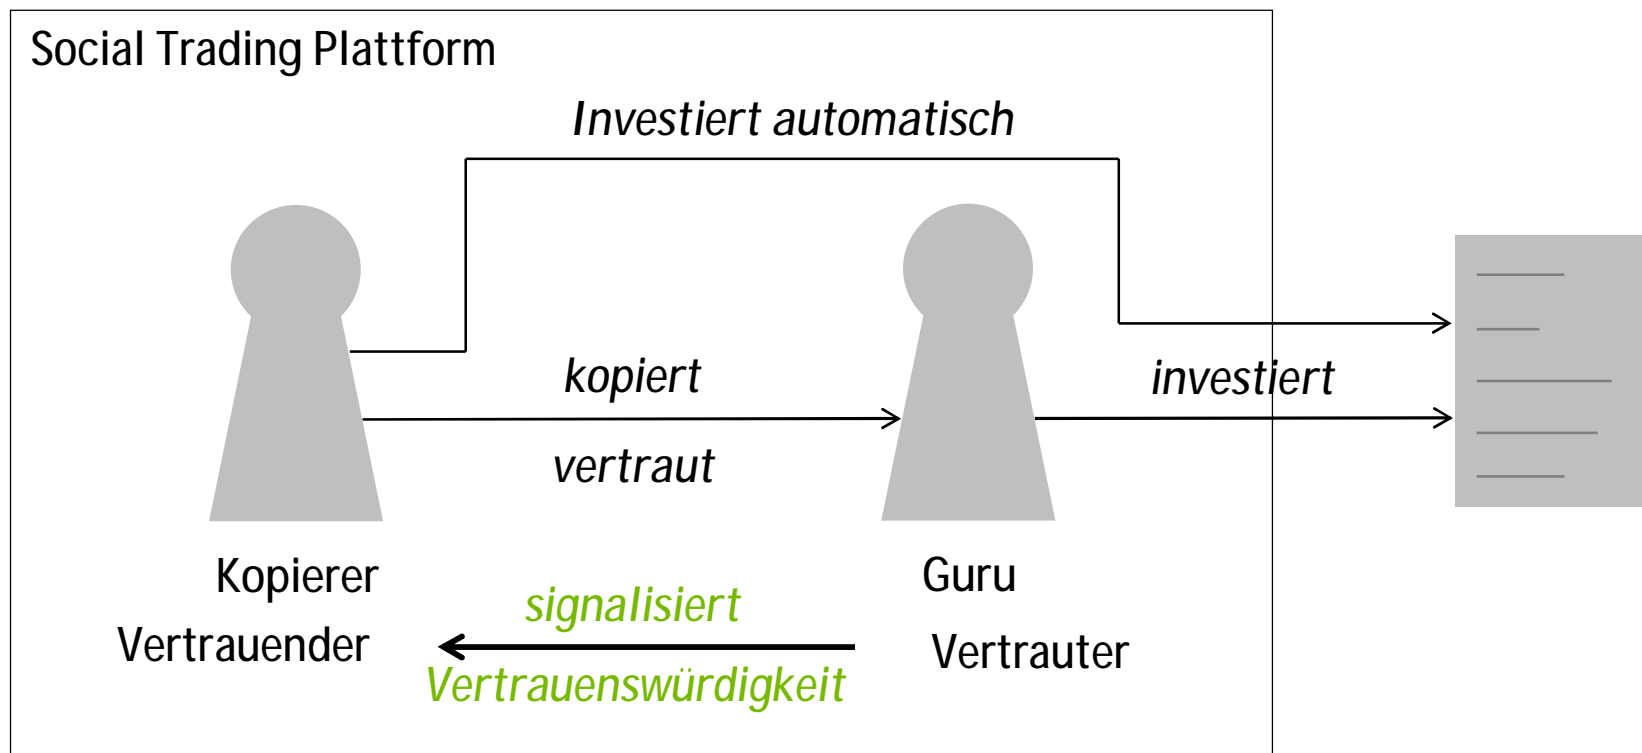 Social Trading Plattform
Investiert automatisch
kopiert
investiert
vertraut
Kopierer
Guru
signalisiert
Vertrauender
Vertrauter
Vertrauenswürdigkeit